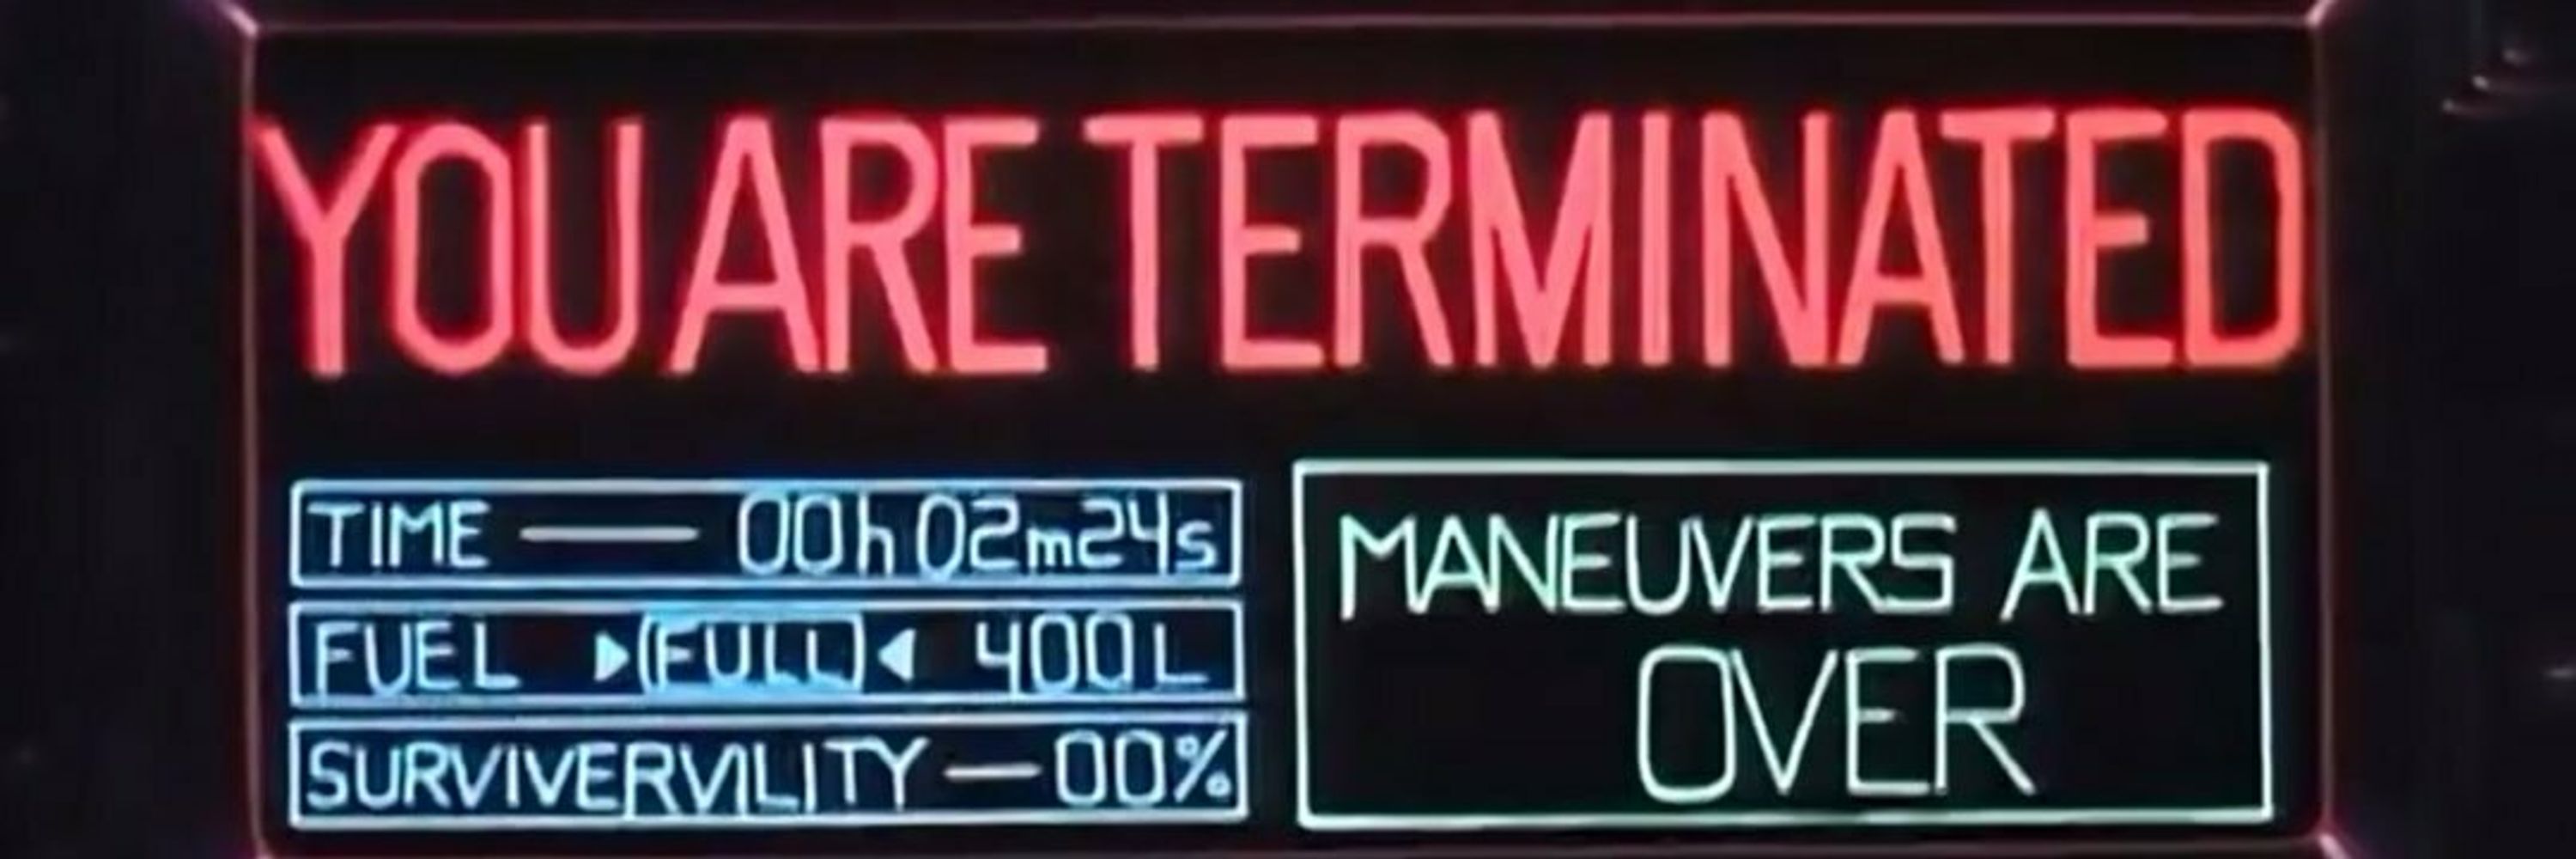 YOU ARE TERMINATED
TIME — 00h02m24s
FUEL ▶(FULL)◀ 400L
SURVIVERVILITY — 00%
MANEUVERS ARE
OVER